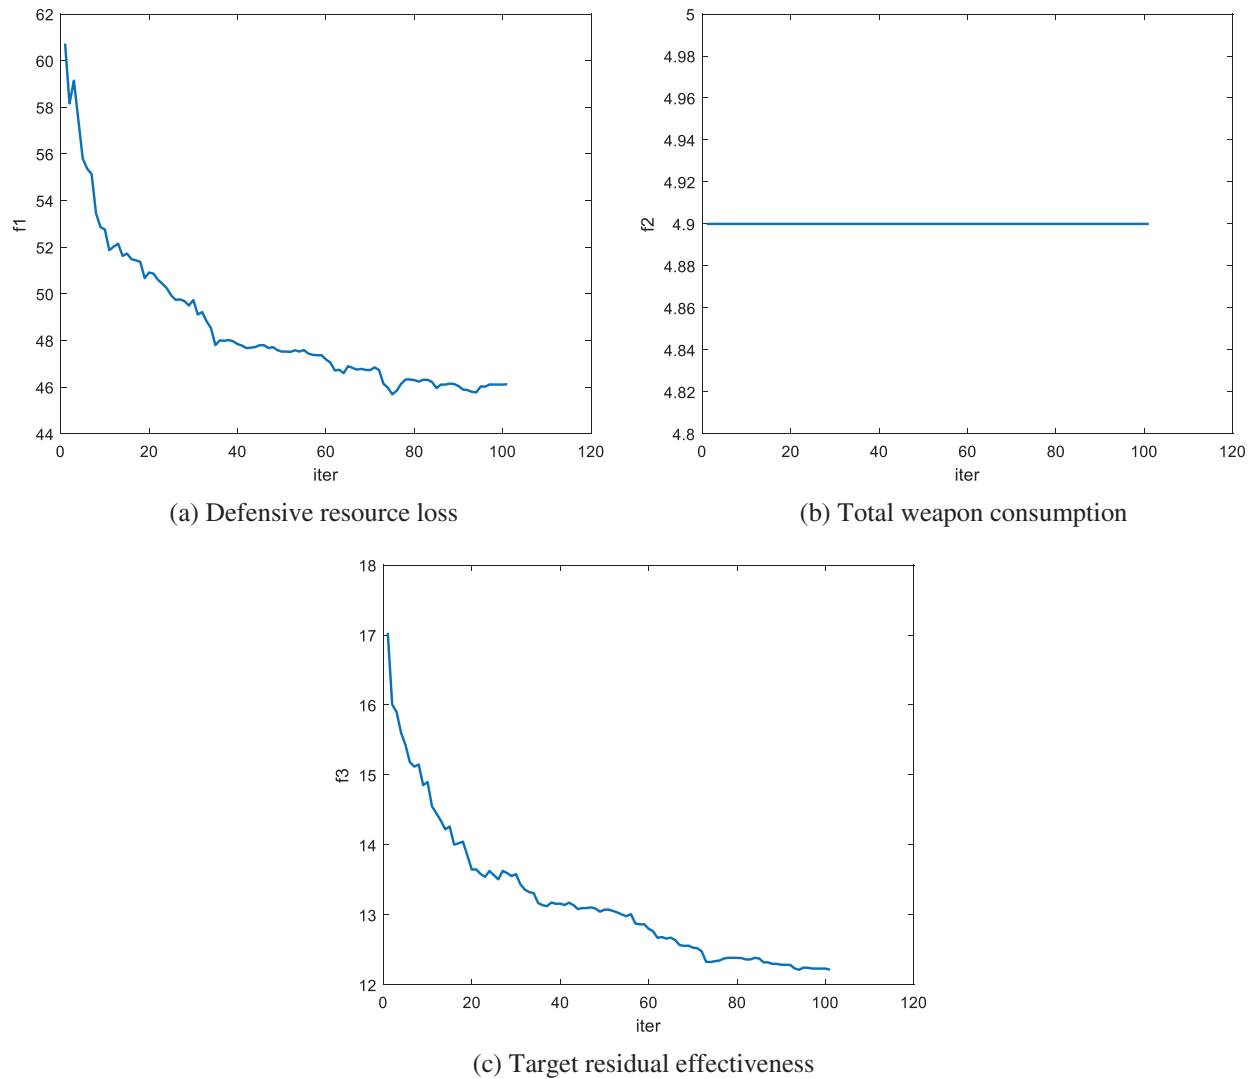 62
60
58
56
54
52
50
48
46
44
f1
0 20 40 60 80 100 120
iter
(a) Defensive resource loss
5
4.98
4.96
4.94
4.92
4.9
4.88
4.86
4.84
4.82
4.8
f2
0 20 40 60 80 100 120
iter
(b) Total weapon consumption
18
17
16
15
14
13
12
f3
0 20 40 60 80 100 120
iter
(c) Target residual effectiveness